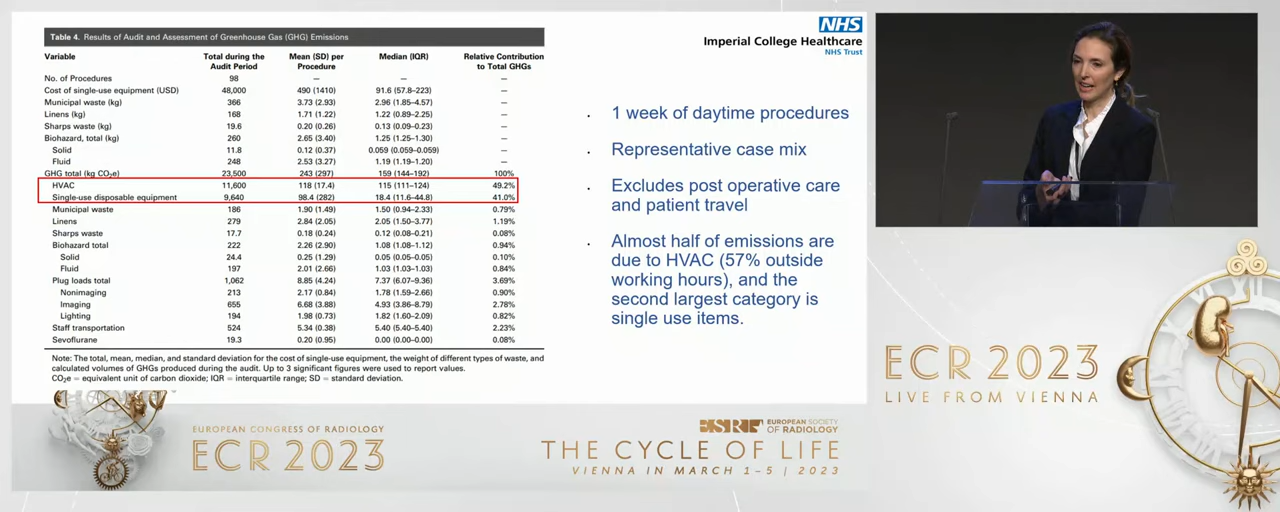 Table 4. Results of Audit and Assessment of Greenhouse Gas (GHG) Emissions
Variable Total during the Audit Period Mean (SD) per Procedure Median (IQR) Relative Contribution to Total GHGs
No. of Procedures 98 — — —
Cost of single-use equipment (USD) 48,000 490 (1410) 91.6 (57.8–223) —
Municipal waste (kg) 366 3.73 (2.93) 2.96 (1.85–4.57) —
Linens (kg) 168 1.71 (1.22) 1.22 (0.89–2.25) —
Sharps waste (kg) 19.6 0.20 (0.26) 0.13 (0.09–0.23) —
Biohazard, total (kg) 260 2.65 (3.40) 1.25 (1.25–1.30) —
Solid 11.8 0.12 (0.37) 0.059 (0.059–0.059) —
Fluid 248 2.53 (3.27) 1.19 (1.19–1.20) —
GHG total (kg CO₂e) 23,500 243 (297) 159 (144–192) 100%
HVAC 11,600 118 (17.4) 115 (111–124) 49.2%
Single-use disposable equipment 9,640 98.4 (282) 18.4 (11.6–44.8) 41.0%
Municipal waste 186 1.90 (1.49) 1.50 (0.94–2.33) 0.79%
Linens 279 2.84 (2.05) 2.05 (1.50–3.77) 1.19%
Sharps waste 17.7 0.18 (0.24) 0.12 (0.08–0.21) 0.08%
Biohazard total 222 2.26 (2.90) 1.08 (1.08–1.12) 0.94%
Solid 24.4 0.25 (1.29) 0.05 (0.05–0.05) 0.10%
Fluid 197 2.01 (2.66) 1.03 (1.03–1.03) 0.84%
Plug loads total 1,062 8.85 (4.24) 7.37 (6.07–9.36) 3.69%
Nonimaging 213 2.17 (0.84) 1.78 (1.59–2.66) 0.90%
Imaging 655 6.68 (3.88) 4.93 (3.86–8.79) 2.78%
Lighting 194 1.98 (0.73) 1.82 (1.60–2.09) 0.82%
Staff transportation 524 5.34 (0.38) 5.40 (5.40–5.40) 2.23%
Sevoflurane 19.3 0.20 (0.95) 0.00 (0.00–0.00) 0.08%
Note: The total, mean, median, and standard deviation for the cost of single-use equipment, the weight of different types of waste, and
calculated volumes of GHGs produced during the audit. Up to 3 significant figures were used to report values.
CO₂e = equivalent unit of carbon dioxide; IQR = interquartile range; SD = standard deviation.
NHS
Imperial College Healthcare
NHS Trust
1 week of daytime procedures
Representative case mix
Excludes post operative care
and patient travel
Almost half of emissions are
due to HVAC (57% outside
working hours), and the
second largest category is
single use items.
EUROPEAN CONGRESS OF RADIOLOGY
ECR 2023
ESR EUROPEAN SOCIETY
OF RADIOLOGY
THE CYCLE OF LIFE
VIENNA IN MARCH 1–5 | 2023
ECR 2023
LIVE FROM VIENNA